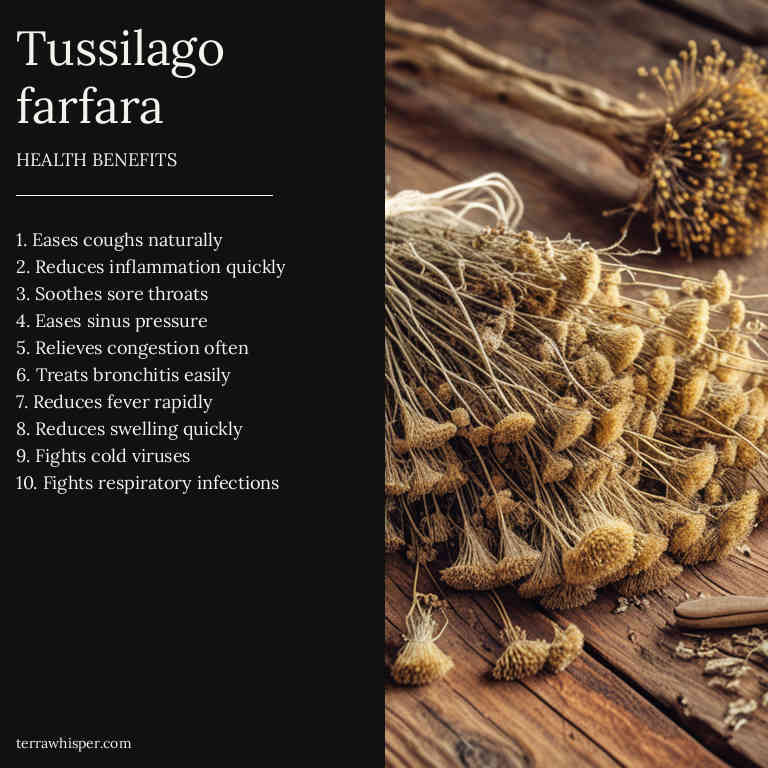 Tussilago
farfara
HEALTH BENEFITS
1. Eases coughs naturally
2. Reduces inflammation quickly
3. Soothes sore throats
4. Eases sinus pressure
5. Relieves congestion often
6. Treats bronchitis easily
7. Reduces fever rapidly
8. Reduces swelling quickly
9. Fights cold viruses
10. Fights respiratory infections
terrawhisper.com